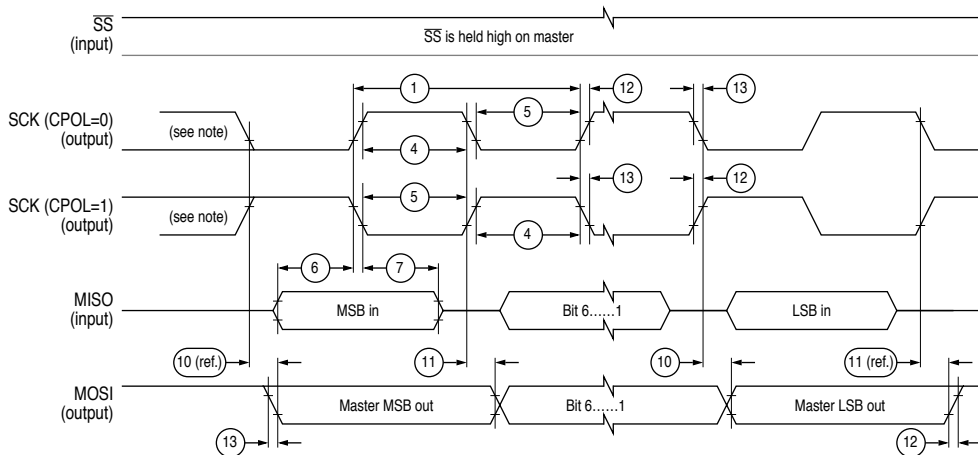 SS
(input)
SS is held high on master
1
12
13
5
SCK (CPOL=0)
(output)
(see note)
4
13
12
5
SCK (CPOL=1)
(output)
(see note)
4
6
7
MISO
(input)
MSB in
Bit 6......1
LSB in
10 (ref.)
11
10
11 (ref.)
MOSI
(output)
Master MSB out
Bit 6......1
Master LSB out
13
12